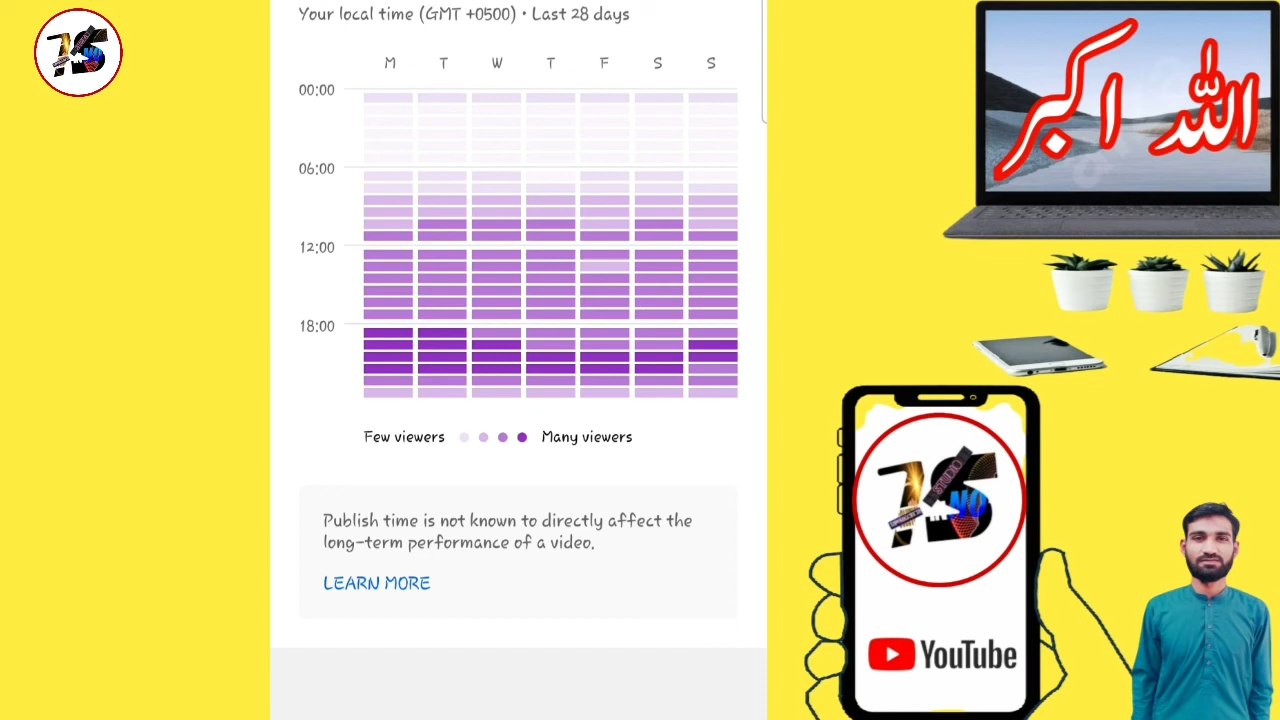 Your local time (GMT +0500) • Last 28 days
M T W T F S S
00:00
06:00
12:00
18:00
Few viewers Many viewers
Publish time is not known to directly affect the
long-term performance of a video.
LEARN MORE
اللہ اکبر
STUDIO
YouTube